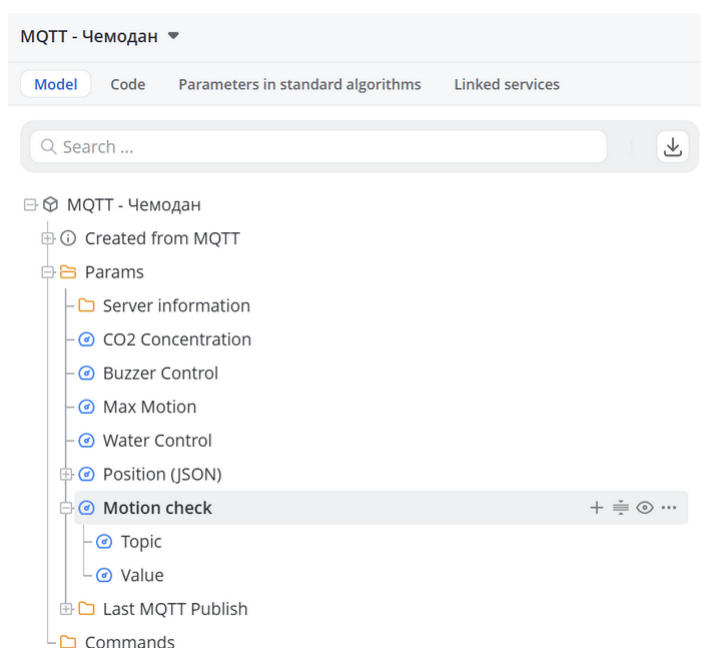 MQTT - Чемодан
Model Code Parameters in standard algorithms Linked services
Search ...
MQTT - Чемодан
Created from MQTT
Params
Server information
CO2 Concentration
Buzzer Control
Max Motion
Water Control
Position (JSON)
Motion check
Topic
Value
Last MQTT Publish
Commands